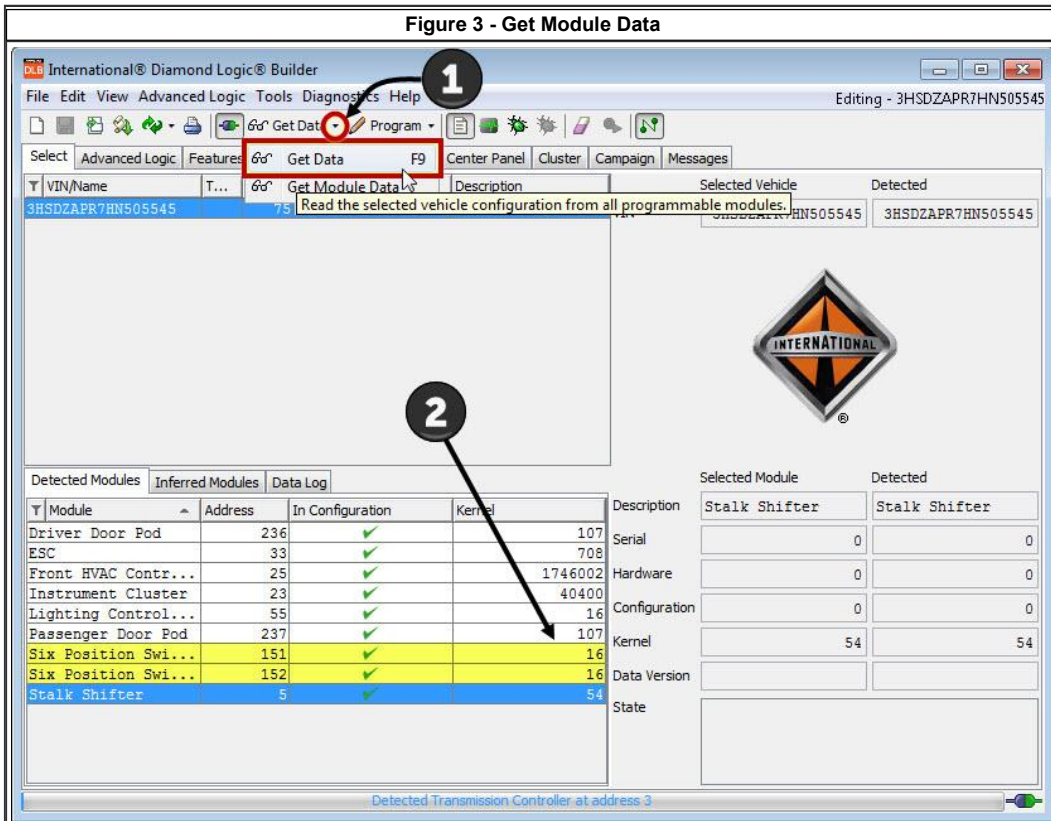 Figure 3 - Get Module Data
DLB International® Diamond Logic® Builder
1
File Edit View Advanced Logic Tools Diagnostics Help
Editing - 3HSDZAPR7HN505545
Get Data Program
Select Advanced Logic Features Center Panel Cluster Campaign Messages
Get Data F9
Get Module Data
Read the selected vehicle configuration from all programmable modules.
VIN/Name T... Description
3HSDZAPR7HN505545 75
Selected Vehicle Detected
3HSDZAPR7HN505545 3HSDZAPR7HN505545
INTERNATIONAL
®
2
Detected Modules Inferred Modules Data Log
Module Address In Configuration Kernel
Driver Door Pod 236 107
ESC 33 708
Front HVAC Contr... 25 1746002
Instrument Cluster 23 40400
Lighting Control... 55 16
Passenger Door Pod 237 107
Six Position Swi... 151 16
Six Position Swi... 152 16
Stalk Shifter 5 54
Selected Module Detected
Description Stalk Shifter Stalk Shifter
Serial 0 0
Hardware 0 0
Configuration 0 0
Kernel 54 54
Data Version
State
Detected Transmission Controller at address 3